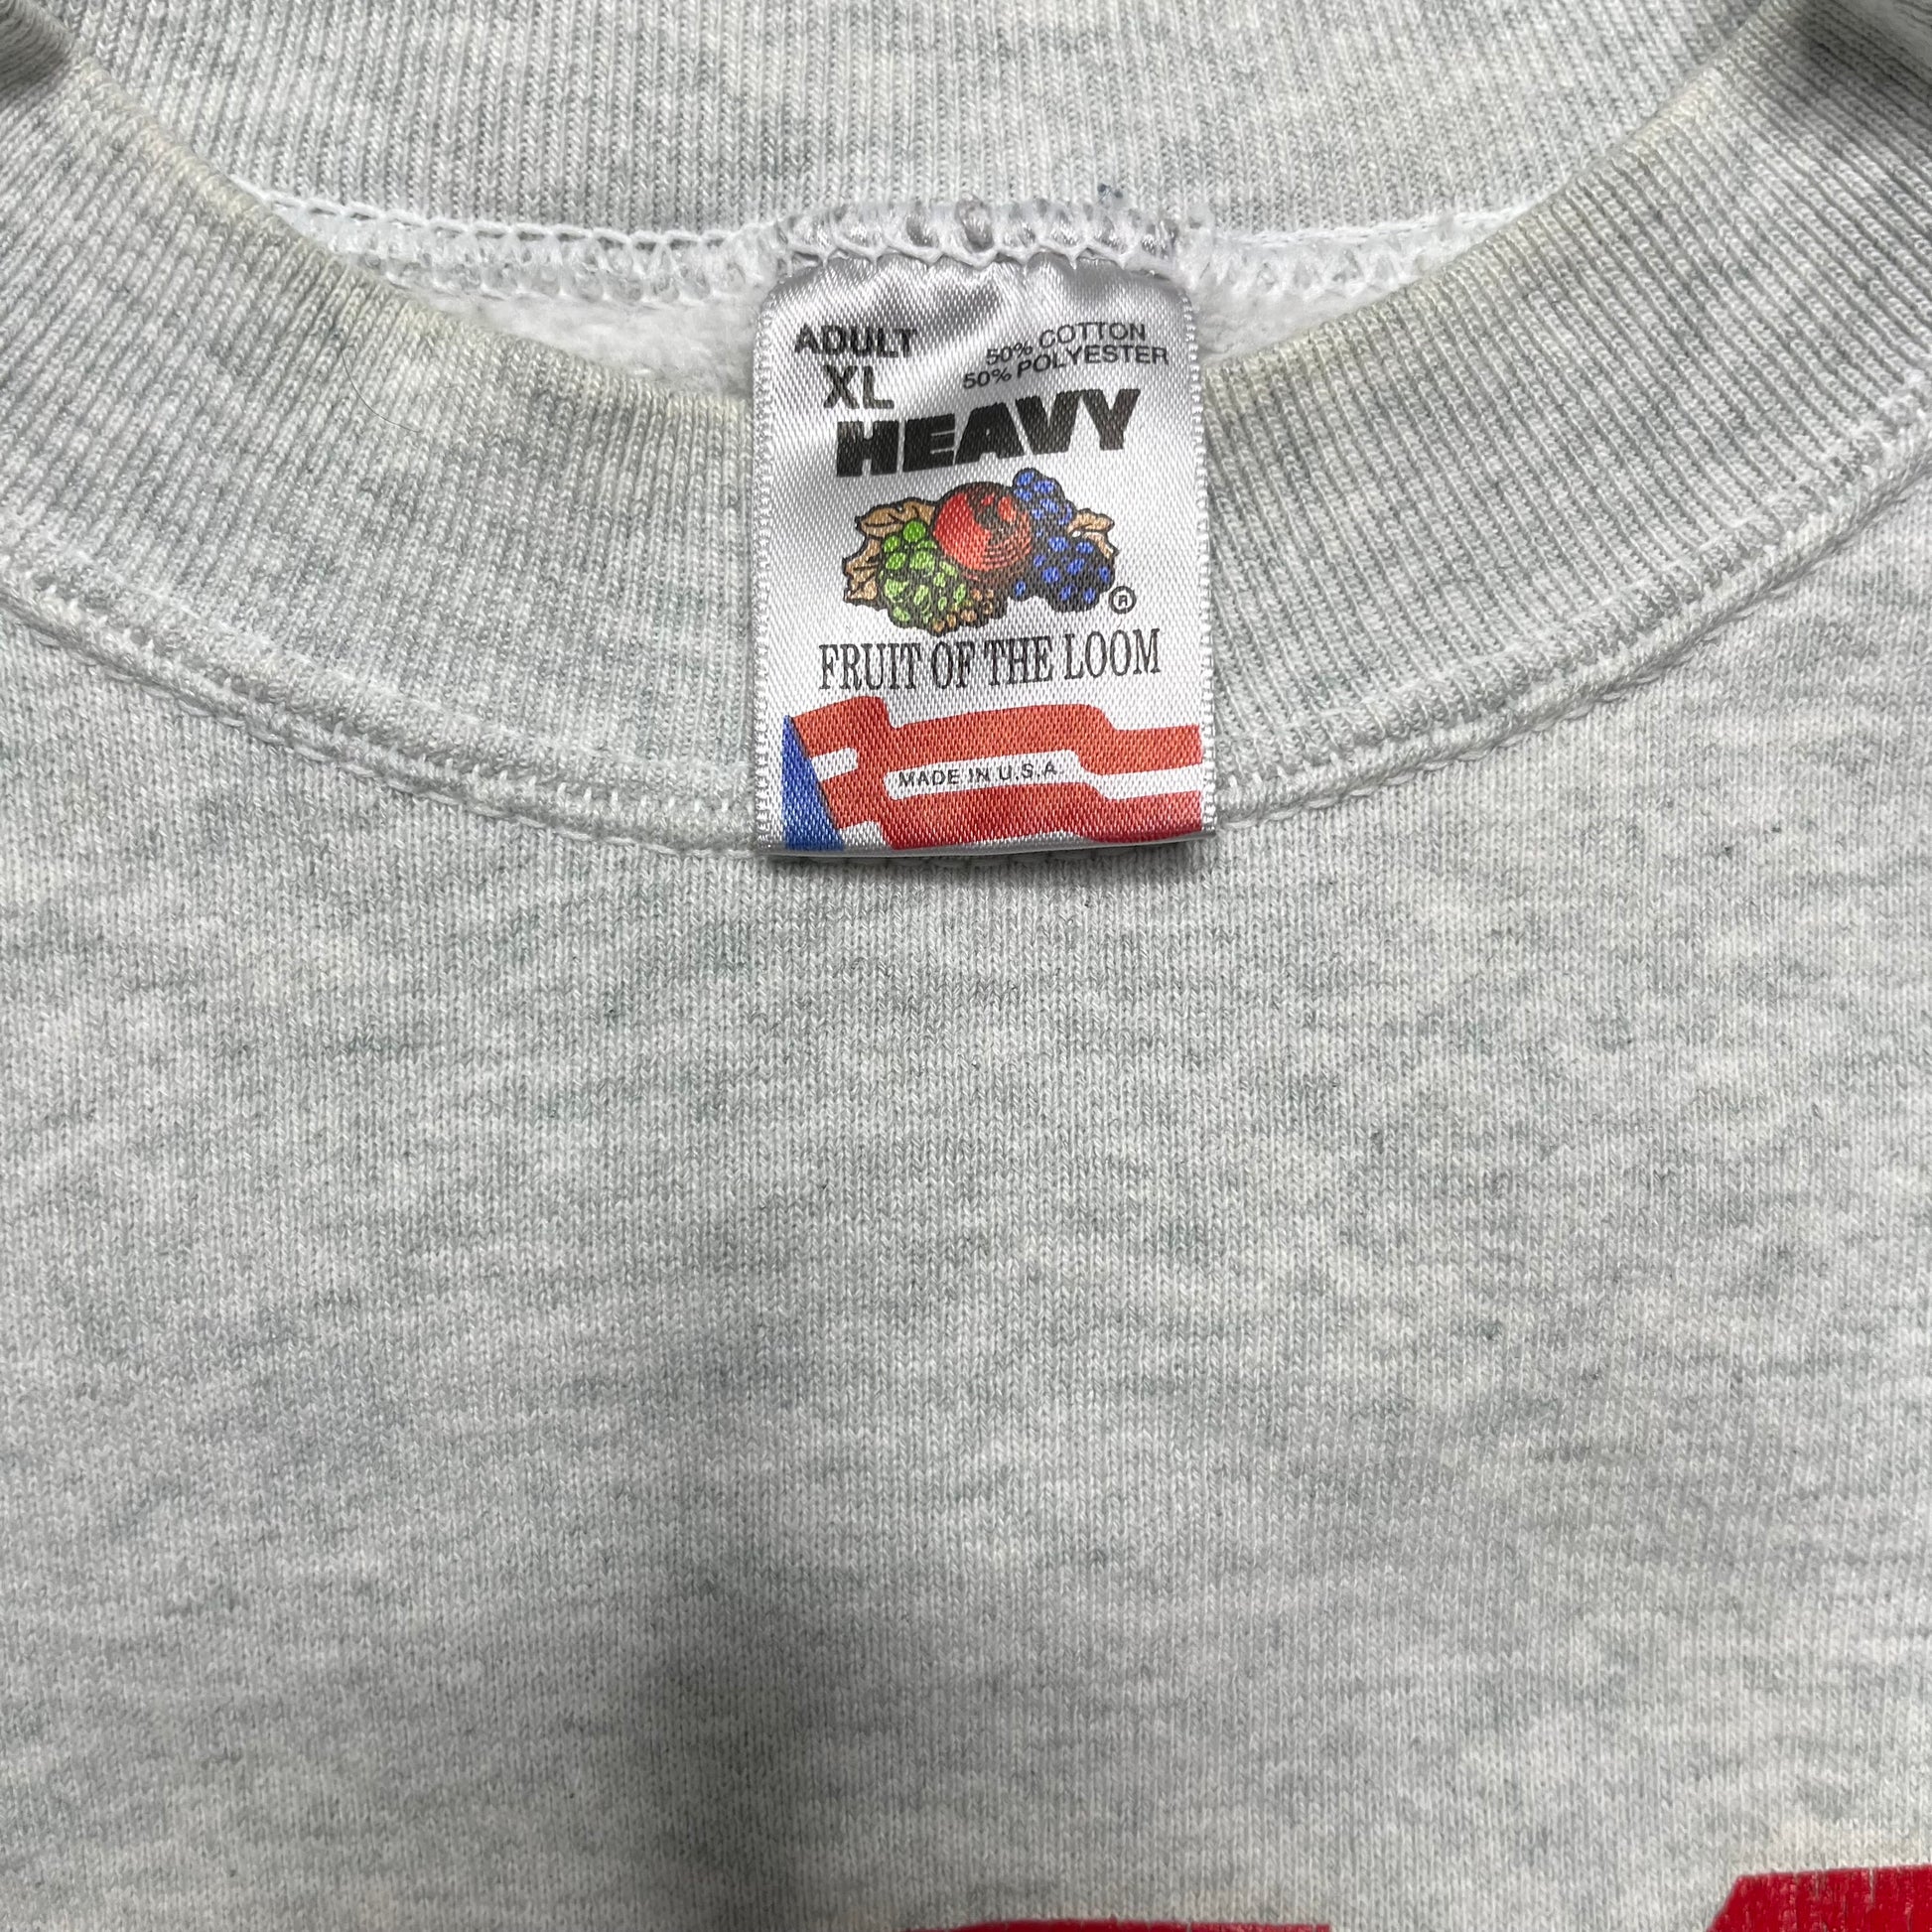 ADULT
XL
50% COTTON
50% POLYESTER
HEAVY
®
FRUIT OF THE LOOM
MADE IN U.S.A.